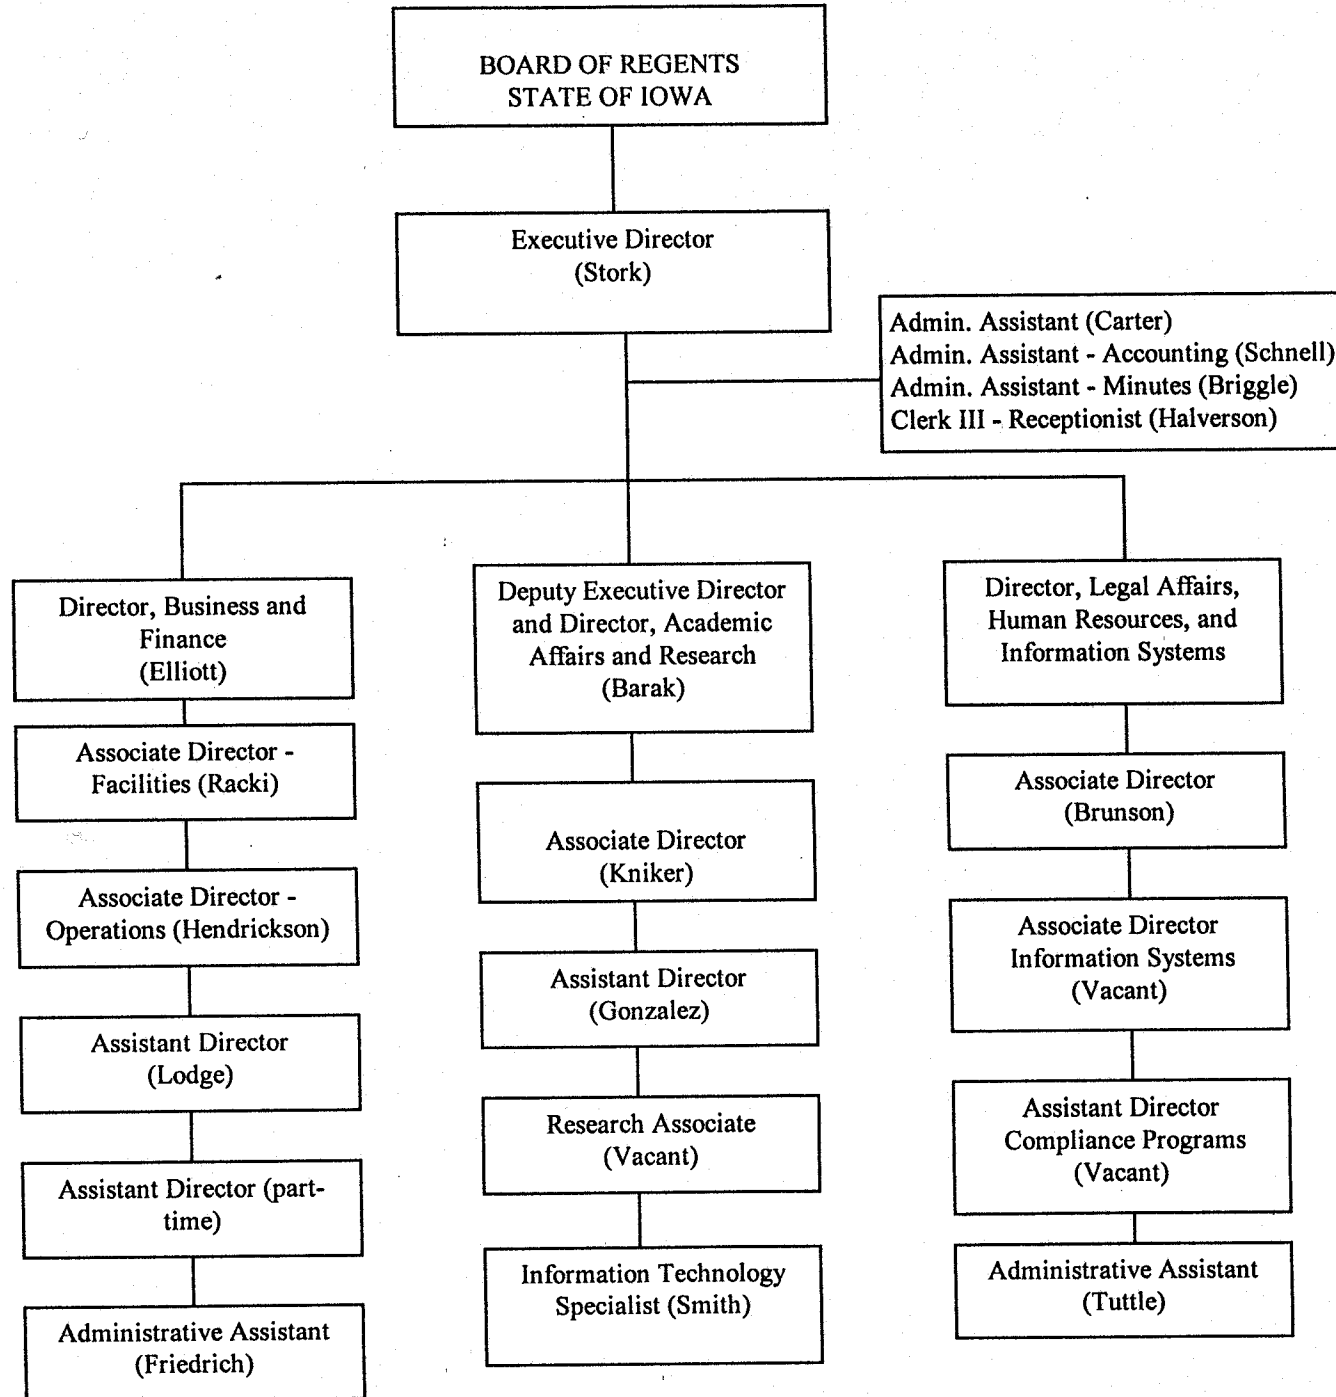 BOARD OF REGENTS
STATE OF IOWA
Executive Director
(Stork)
Admin. Assistant (Carter)
Admin. Assistant - Accounting (Schnell)
Admin. Assistant - Minutes (Briggle)
Clerk III - Receptionist (Halverson)
Director, Business and
Finance
(Elliott)
Associate Director -
Facilities (Racki)
Associate Director -
Operations (Hendrickson)
Assistant Director
(Lodge)
Assistant Director (part-
time)
Administrative Assistant
(Friedrich)
Deputy Executive Director
and Director, Academic
Affairs and Research
(Barak)
Associate Director
(Kniker)
Assistant Director
(Gonzalez)
Research Associate
(Vacant)
Information Technology
Specialist (Smith)
Director, Legal Affairs,
Human Resources, and
Information Systems
Associate Director
(Brunson)
Associate Director
Information Systems
(Vacant)
Assistant Director
Compliance Programs
(Vacant)
Administrative Assistant
(Tuttle)